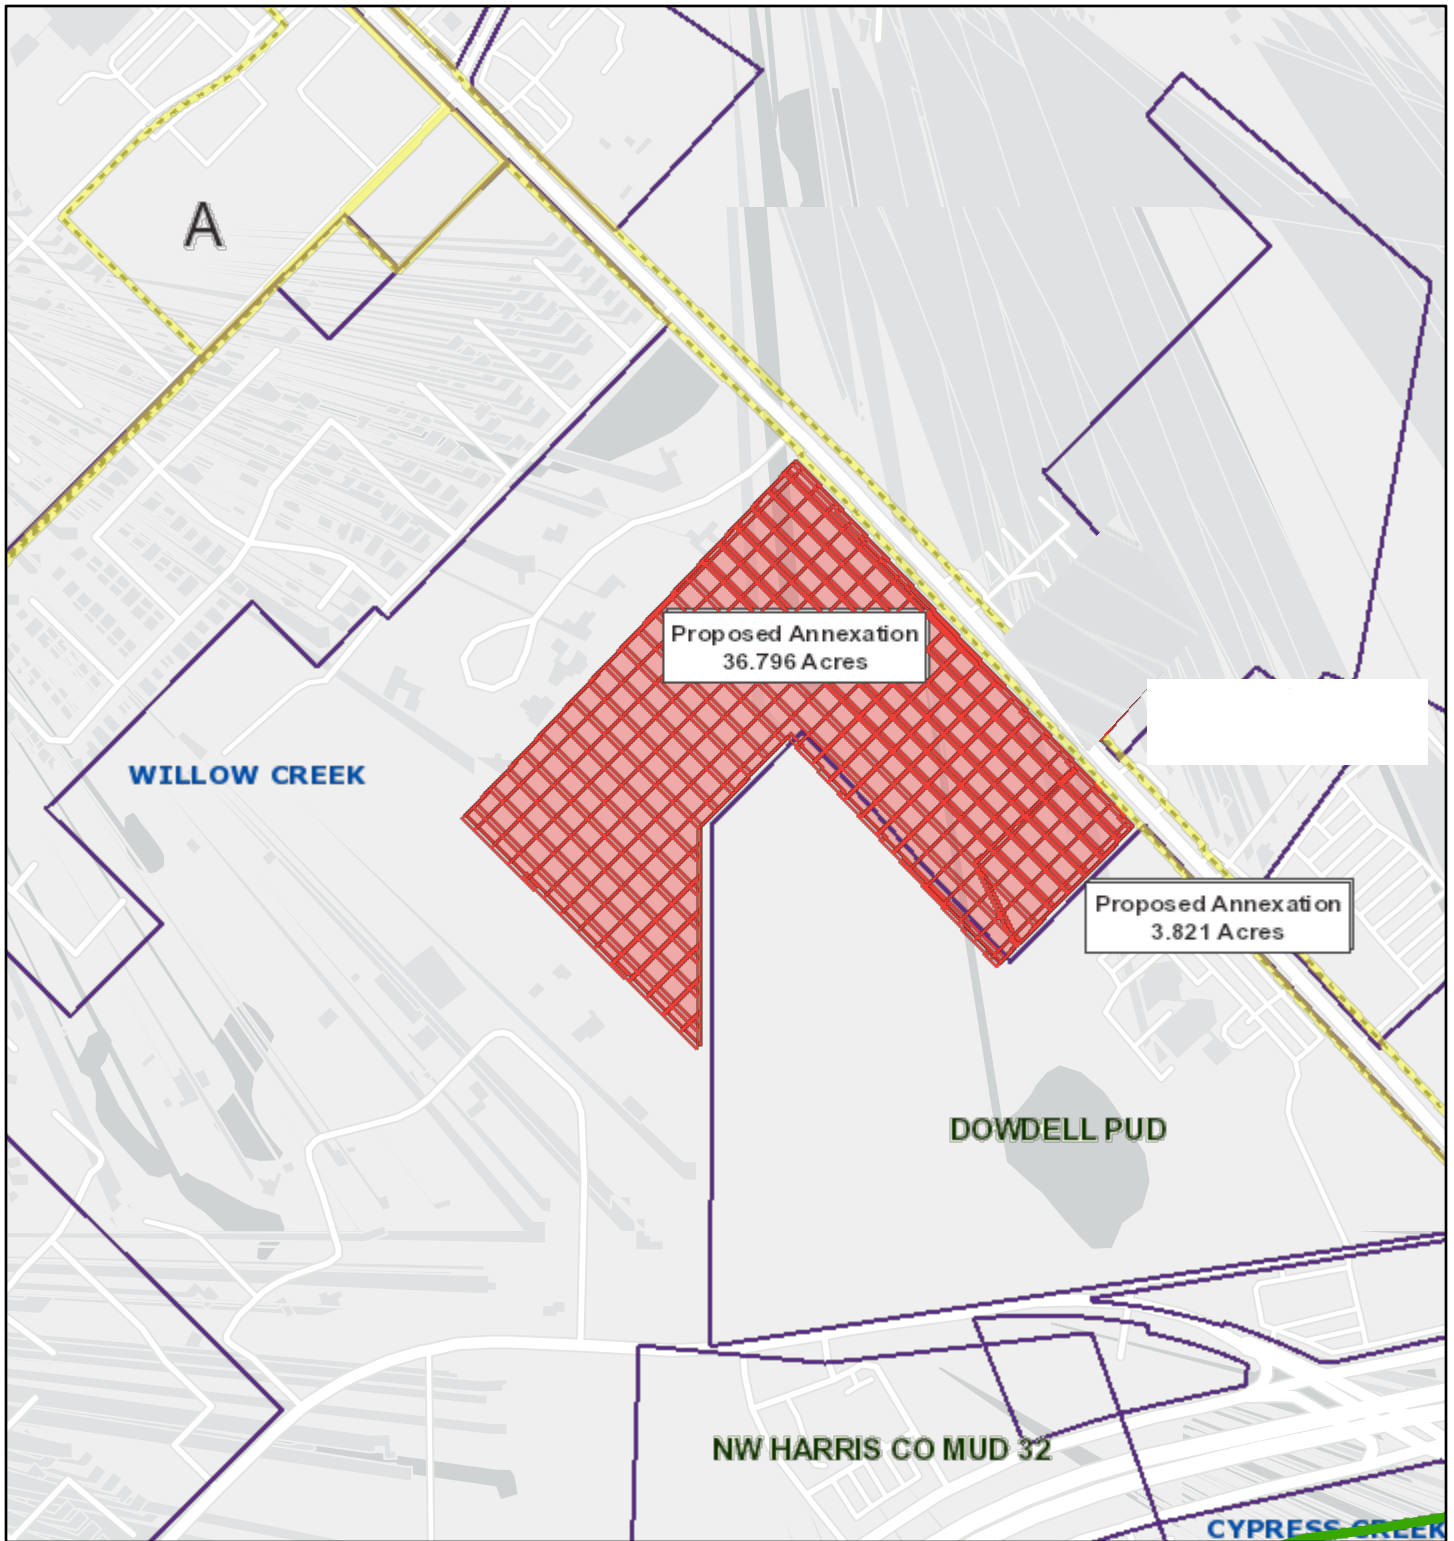 A
Proposed Annexation
36.796 Acres
WILLOW CREEK
Proposed Annexation
3.821 Acres
DOWDELL PUD
NW HARRIS CO MUD 32
CYPRESS CREEK